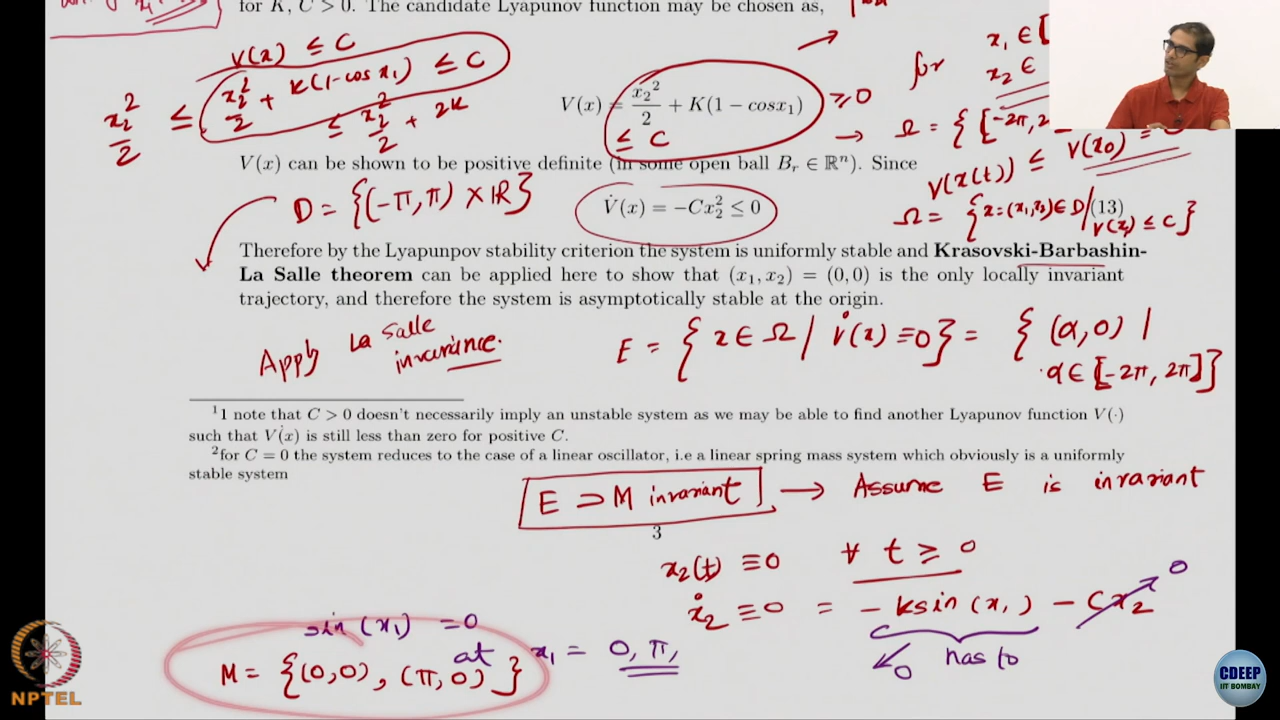 for K, C > 0. The candidate Lyapunov function may be chosen as,
V(x) ≤ C
x₂²/2 ≤ x₂²/2 + K(1-cos x₁) ≤ C
≤ x₂²/2 + 2K
for x₁ ∈ [
x₂ ∈
V(x) = x₂²/2 + K(1 − cosx₁) ≥0
≤ C
→ Ω = { [-2π, 2
V(x(t)) ≤ V(x₀)
V(x) can be shown to be positive definite (in some open ball Bᵣ ∈ ℝⁿ). Since
D = {(-π, π) × ℝ}
V̇(x) = −Cx₂² ≤ 0
(13)
Ω = {x=(x₁,x₂) ∈ D / V(x) ≤ C}
Therefore by the Lyapunpov stability criterion the system is uniformly stable and Krasovski-Barbashin-
La Salle theorem can be applied here to show that (x₁, x₂) = (0, 0) is the only locally invariant
trajectory, and therefore the system is asymptotically stable at the origin.
Apply La Salle
invariance.
E = { x ∈ Ω / V̇(x) ≡ 0} = { (α, 0) |
α ∈ [-2π, 2π]}
¹1 note that C > 0 doesn't necessarily imply an unstable system as we may be able to find another Lyapunov function V(·)
such that V̇(x) is still less than zero for positive C.
²for C = 0 the system reduces to the case of a linear oscillator, i.e a linear spring mass system which obviously is a uniformly
stable system
E ⊃ M invariant → Assume E is invariant
3
x₂(t) ≡ 0 ∀ t ≥ 0
ẋ₂ ≡ 0 = - K sin(x₁) - Cx₂ 0
sin(x₁) = 0
at x₁ = 0, π,
0 has to
M = {(0,0), (π,0)}
NPTEL
CDEEP
IIT BOMBAY